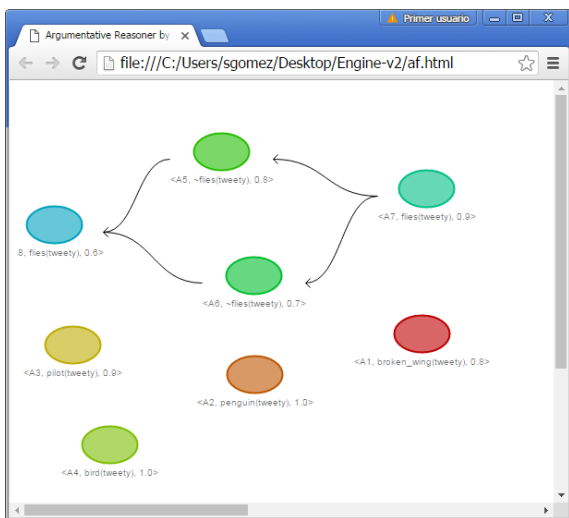 Primer usuario
Argumentative Reasoner by
file:///C:/Users/sgomez/Desktop/Engine-v2/af.html
<A5, ~flies(tweety), 0.8>
<A7, flies(tweety), 0.9>
8, flies(tweety), 0.6>
<A6, ~flies(tweety), 0.7>
<A1, broken_wing(tweety), 0.8>
<A3, pilot(tweety), 0.9>
<A2, penguin(tweety), 1.0>
<A4, bird(tweety), 1.0>